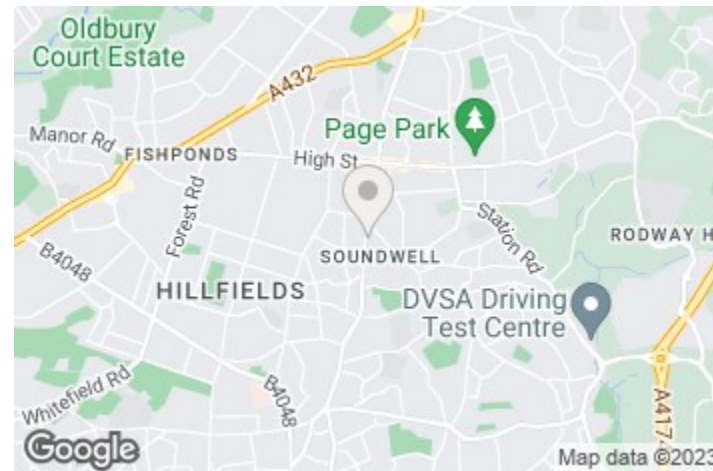 Oldbury
Court Estate
A432
Page Park
Manor Rd
FISHPONDS
High St
Forest Rd
Station Rd
SOUNDWELL
RODWAY H
B4048
HILLFIELDS
DVSA Driving
Test Centre
Whitefield Rd
B4048
A417
Google
Map data ©2023